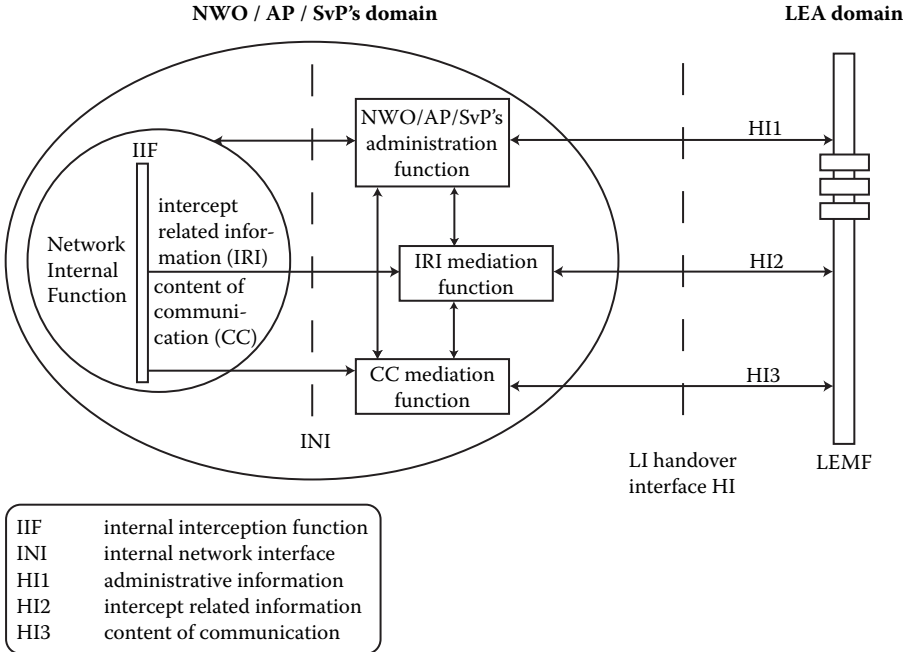 NWO / AP / SvP's domain
LEA domain
NWO/AP/SvP's
administration
function
HI1
IIF
intercept
related infor-
mation (IRI)
Network
Internal
Function
content of
communi-
cation (CC)
IRI mediation
function
HI2
CC mediation
function
HI3
INI
LI handover
interface HI
LEMF
IIF internal interception function
INI internal network interface
HI1 administrative information
HI2 intercept related information
HI3 content of communication